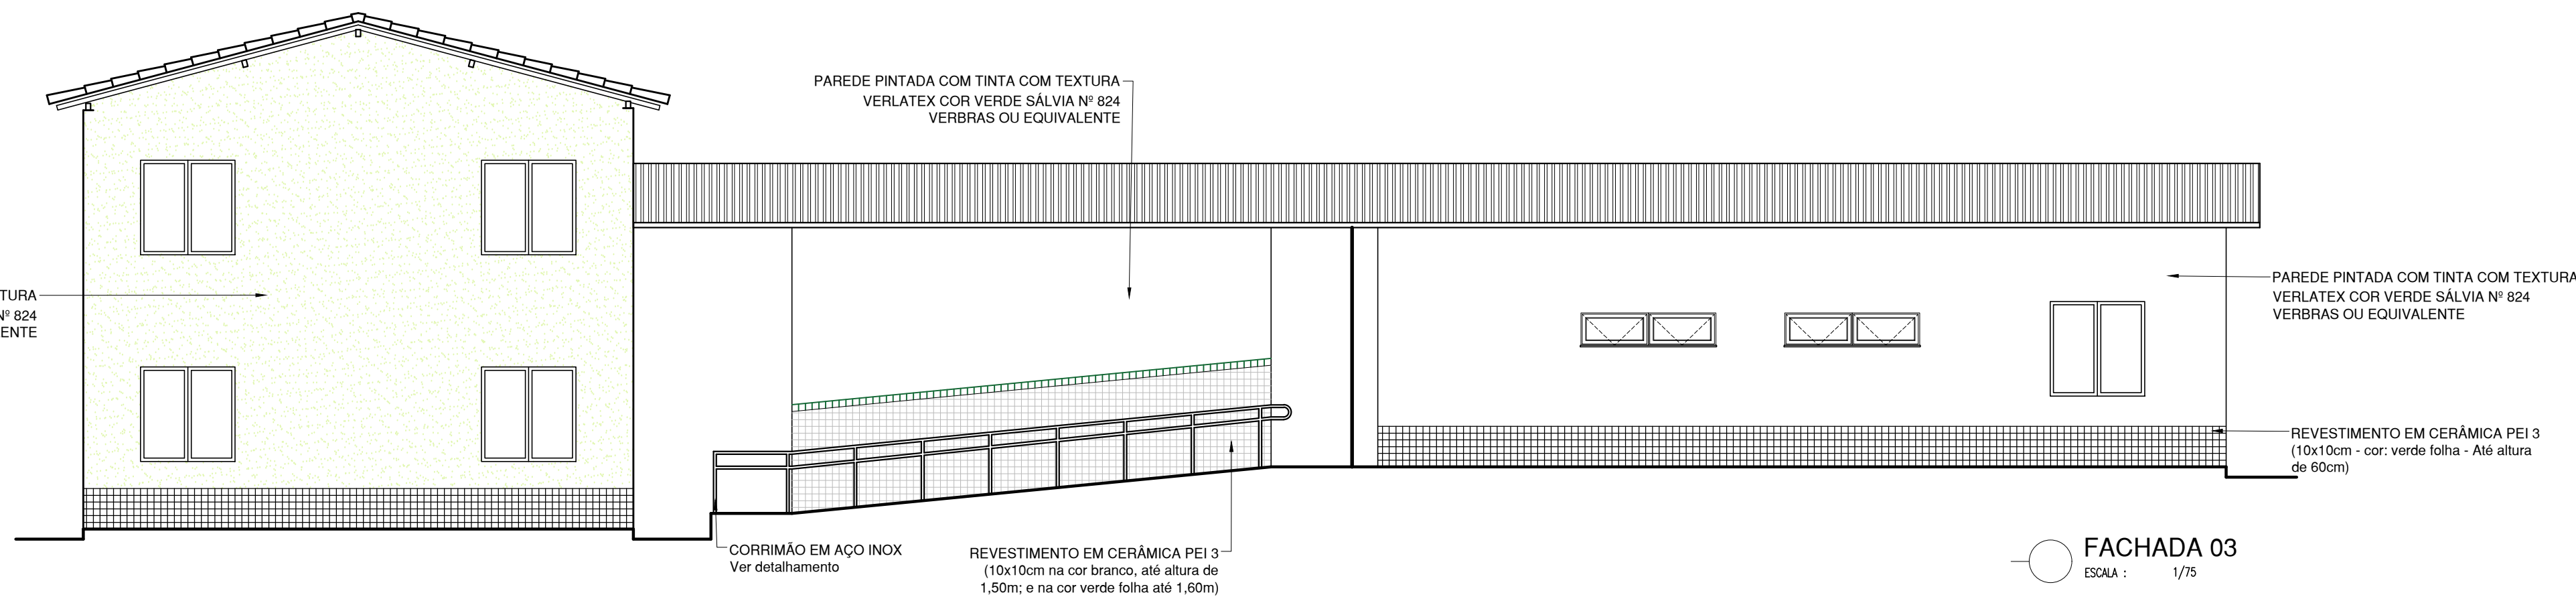 PAREDE PINTADA COM TINTA COM TEXTURA
VERLATEX COR VERDE SÁLVIA Nº 824
VERBRAS OU EQUIVALENTE
TURA
Nº 824
ENTE
PAREDE PINTADA COM TINTA COM TEXTURA
VERLATEX COR VERDE SÁLVIA Nº 824
VERBRAS OU EQUIVALENTE
REVESTIMENTO EM CERÂMICA PEI 3
(10x10cm - cor: verde folha - Até altura
de 60cm)
CORRIMÃO EM AÇO INOX
Ver detalhamento
REVESTIMENTO EM CERÂMICA PEI 3
(10x10cm na cor branco, até altura de
1,50m; e na cor verde folha até 1,60m)
FACHADA 03
ESCALA : 1/75